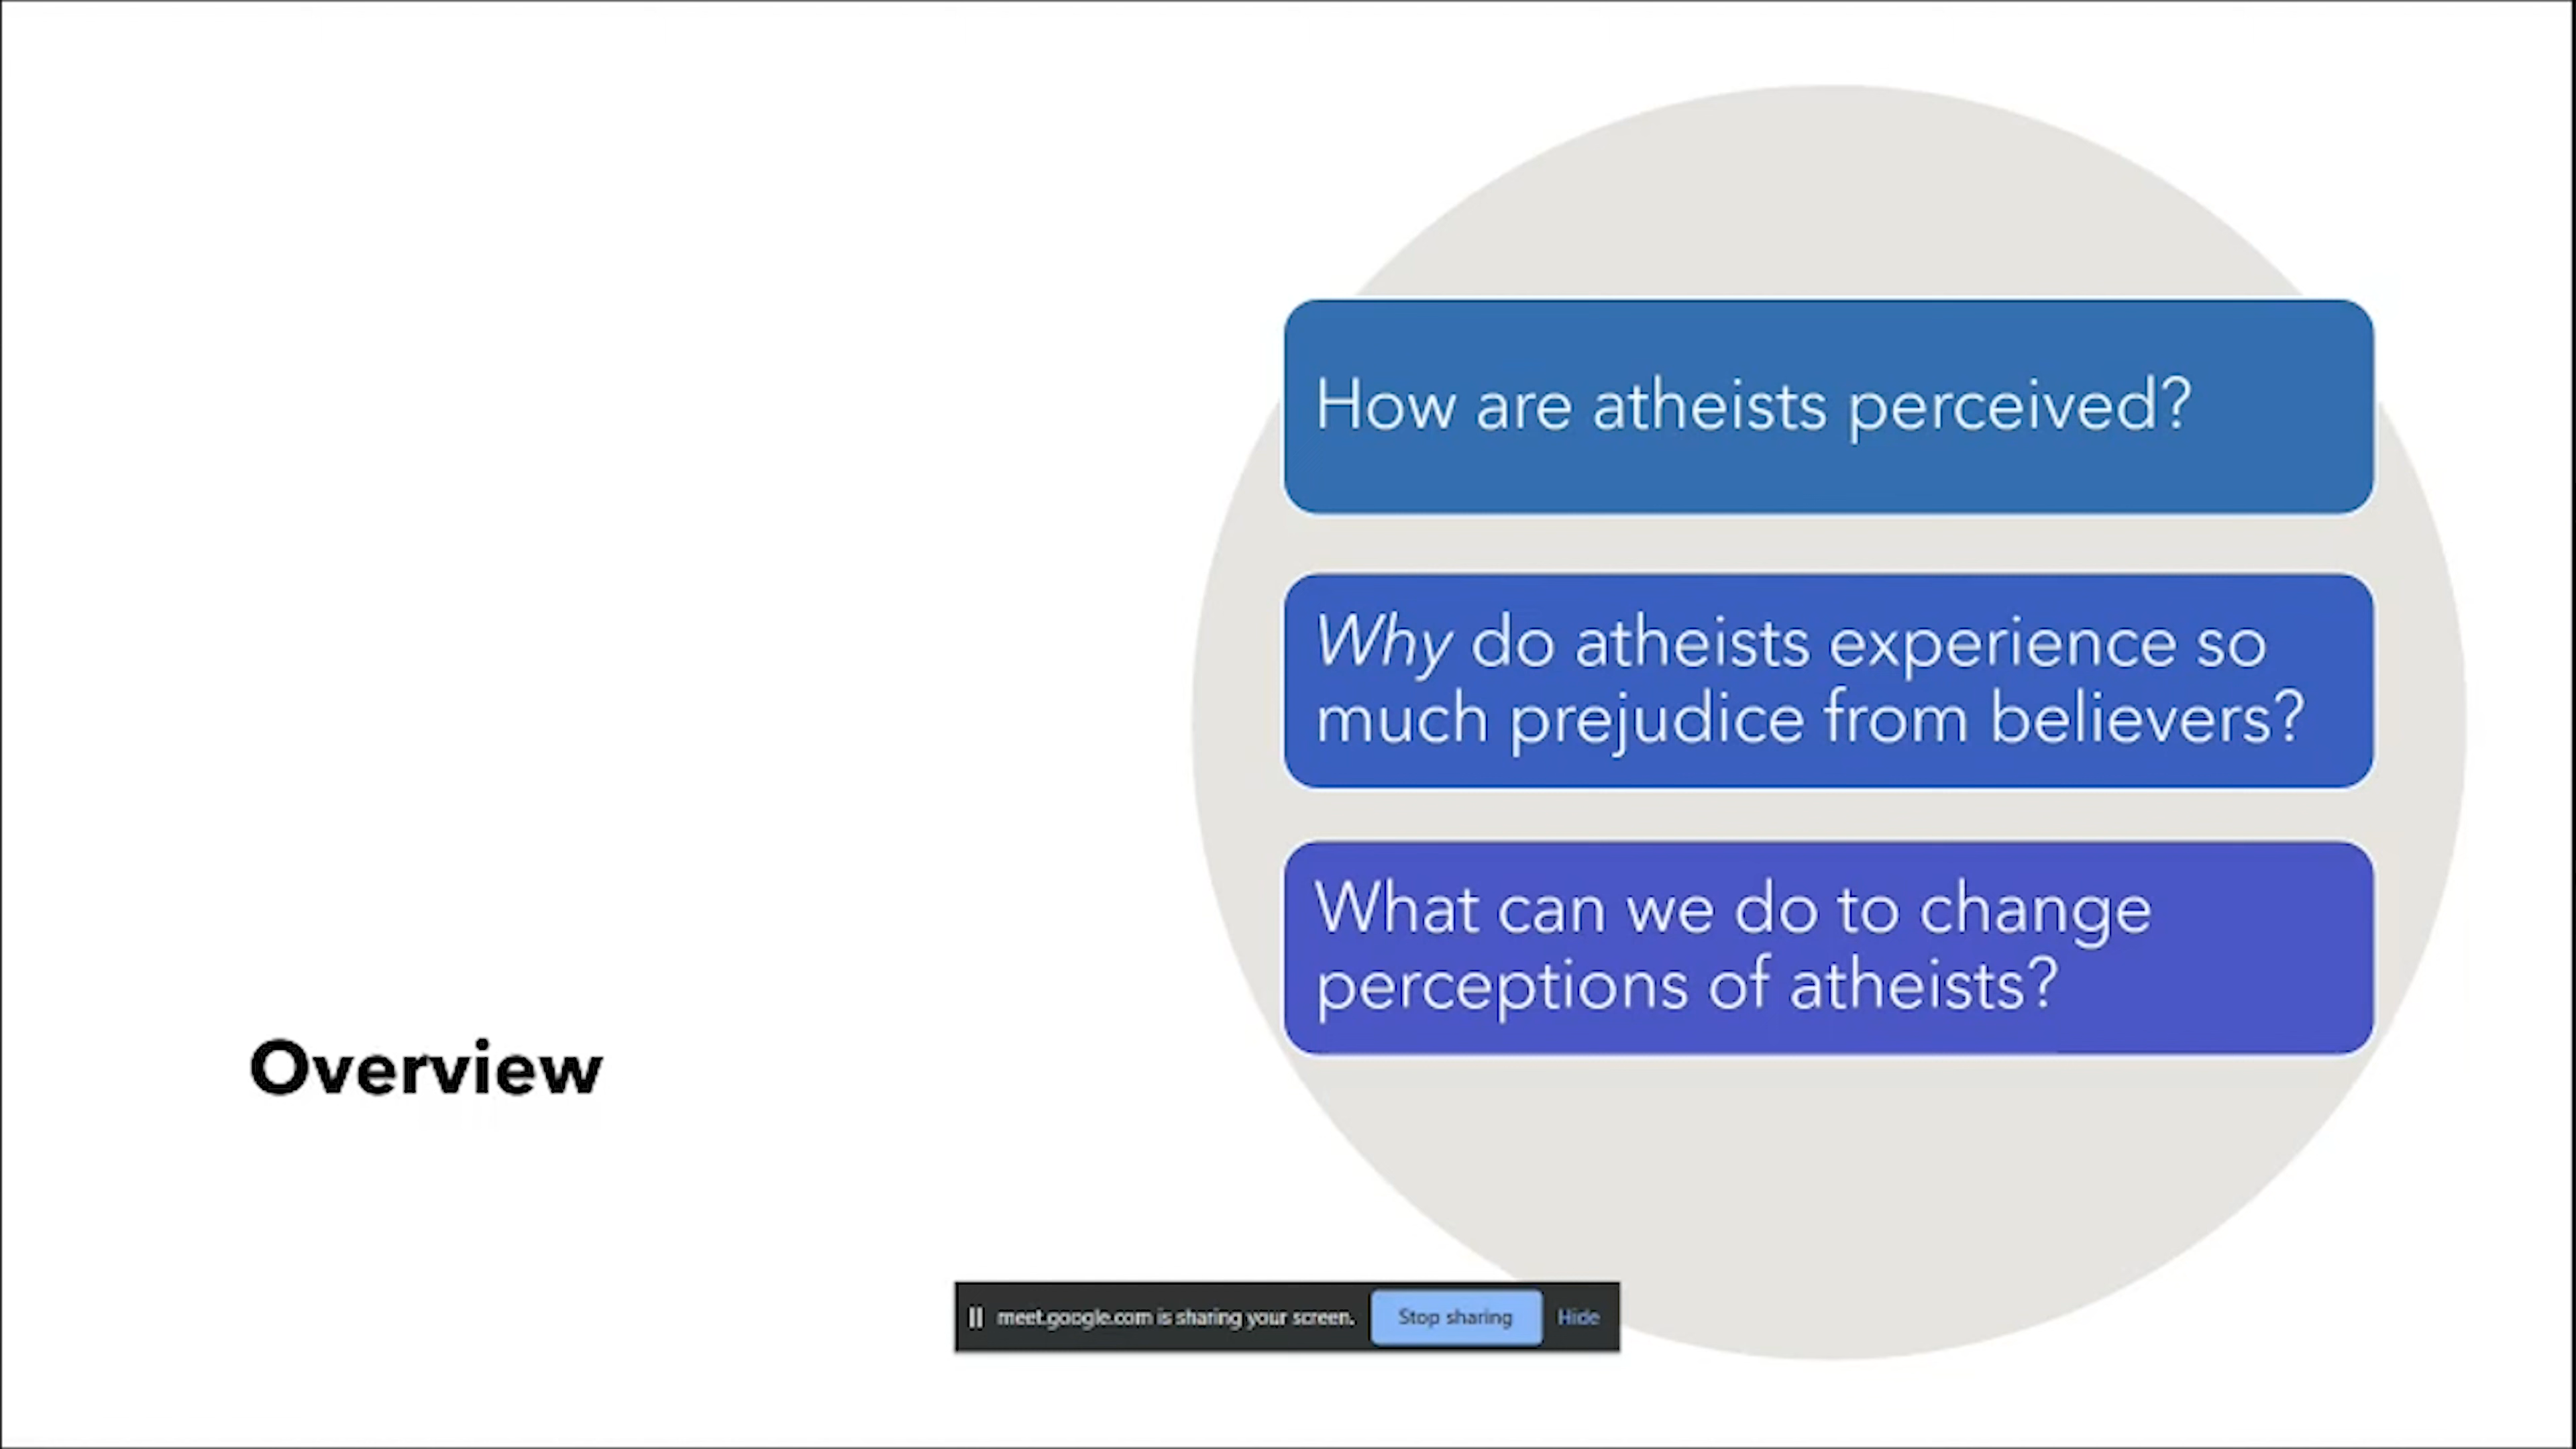 How are atheists perceived?
Why do atheists experience so
much prejudice from believers?
What can we do to change
perceptions of atheists?
Overview
meet.google.com is sharing your screen. Stop sharing Hide